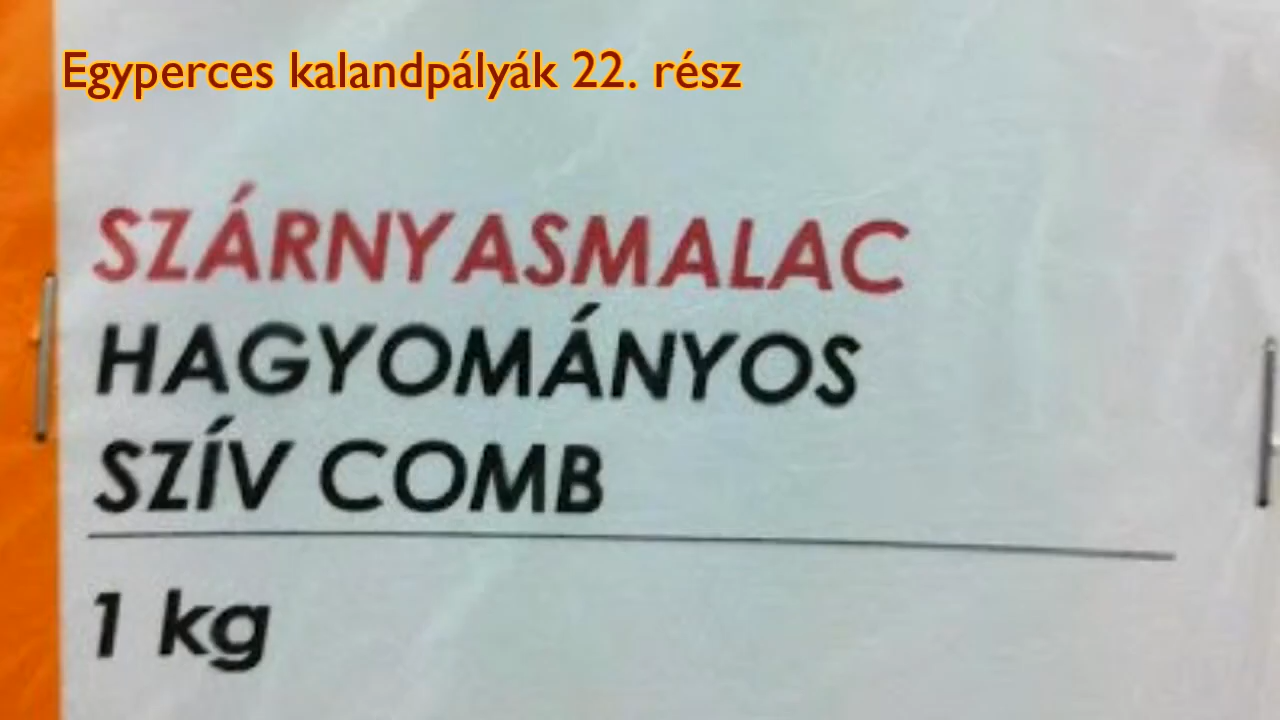 Egyperces kalandpályák 22. rész
SZÁRNYASMALAC
HAGYOMÁNYOS
SZÍV COMB
1 kg